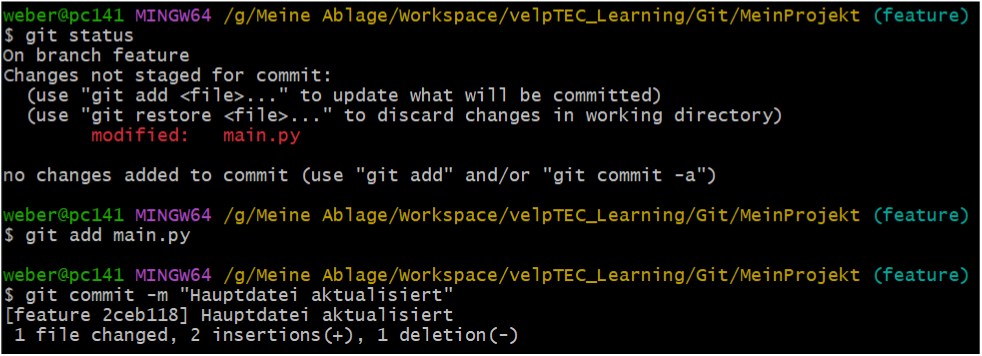 weber@pc141 MINGW64 /g/Meine Ablage/Workspace/velpTEC_Learning/Git/MeinProjekt (feature)
$ git status
On branch feature
Changes not staged for commit:
  (use "git add <file>..." to update what will be committed)
  (use "git restore <file>..." to discard changes in working directory)
        modified:   main.py

no changes added to commit (use "git add" and/or "git commit -a")

weber@pc141 MINGW64 /g/Meine Ablage/Workspace/velpTEC_Learning/Git/MeinProjekt (feature)
$ git add main.py

weber@pc141 MINGW64 /g/Meine Ablage/Workspace/velpTEC_Learning/Git/MeinProjekt (feature)
$ git commit -m "Hauptdatei aktualisiert"
[feature 2ceb118] Hauptdatei aktualisiert
 1 file changed, 2 insertions(+), 1 deletion(-)